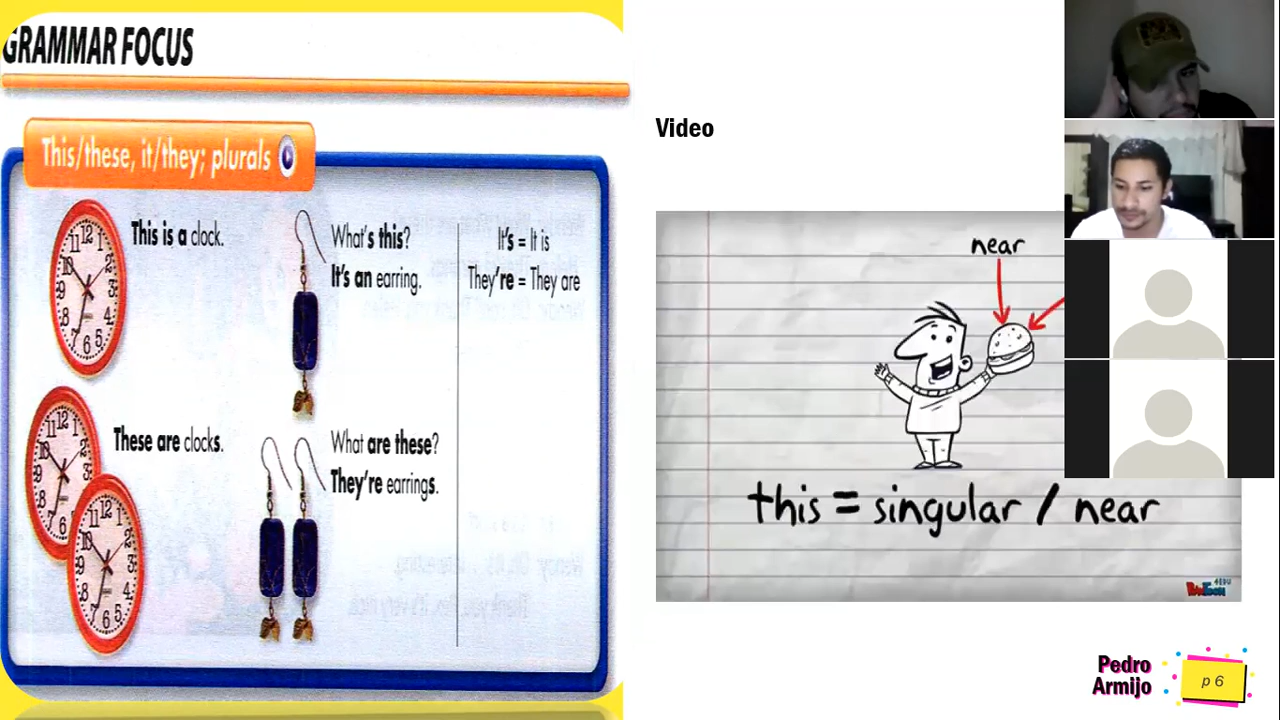 GRAMMAR FOCUS
This/these, it/they; plurals
This is a clock.
What's this?
It's an earring.
It's = It is
They're = They are
These are clocks.
What are these?
They're earrings.
Video
near
this = singular / near
Pedro
Armijo
p 6